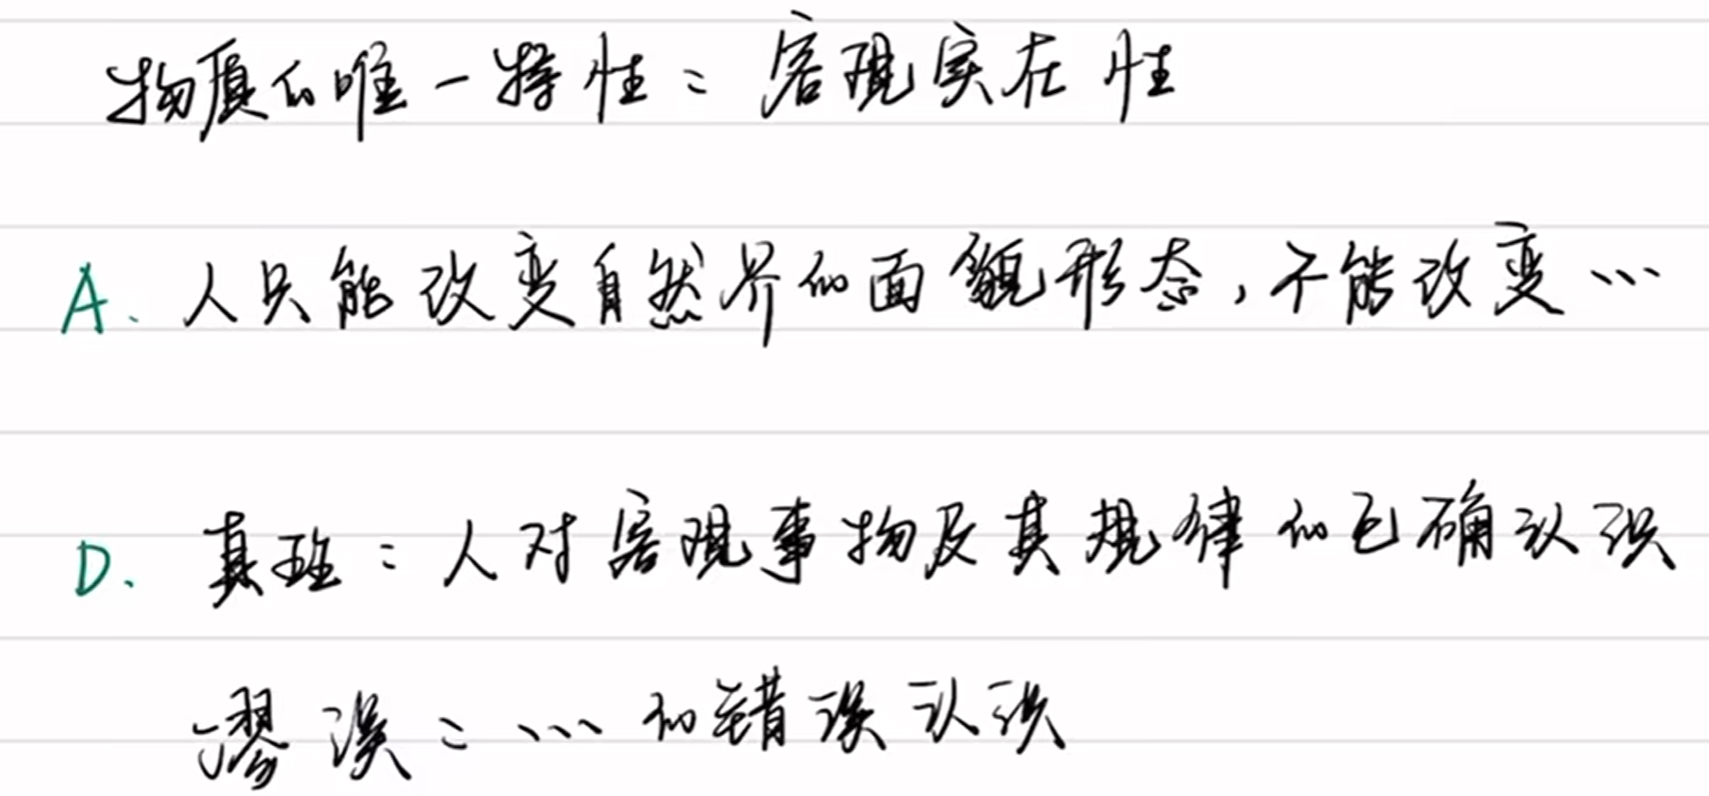 物质的唯一特性：客观实在性
A. 人只能改变自然界的面貌形态，不能改变…
D. 真理：人对客观事物及其规律的正确认识
谬误：…的错误认识